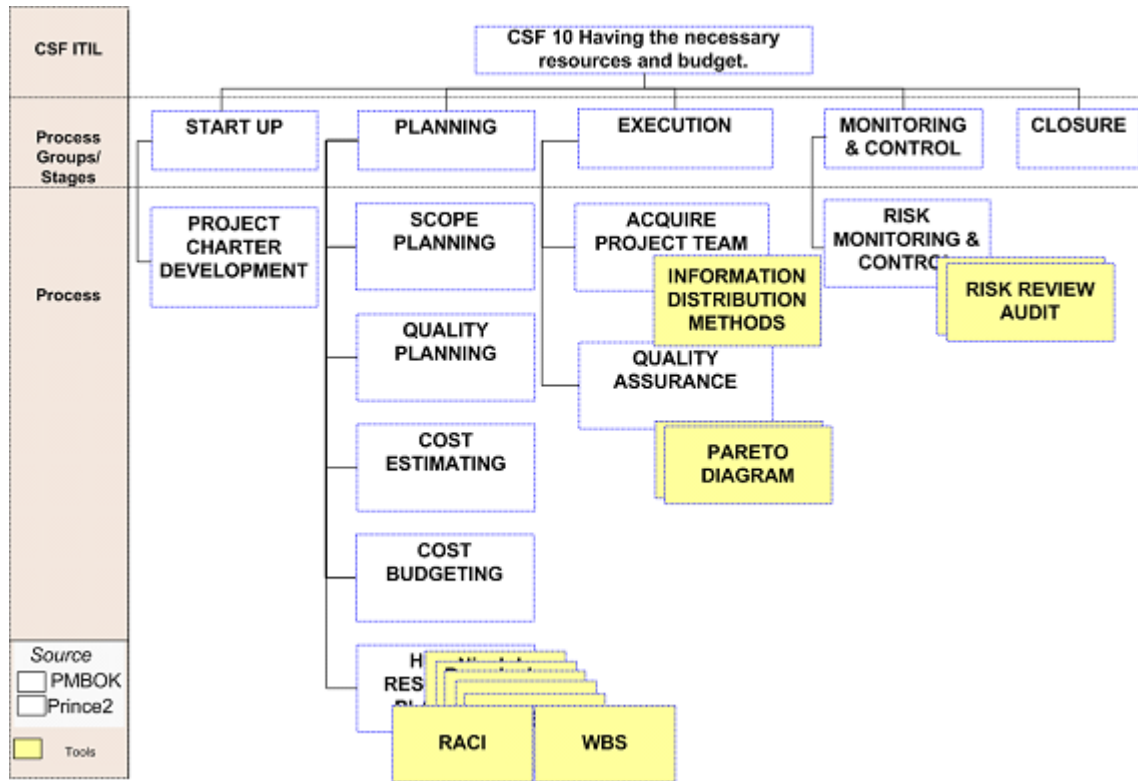 CSF ITIL
CSF 10 Having the necessary
resources and budget.
Process
Groups/
Stages
START UP
PLANNING
EXECUTION
MONITORING
& CONTROL
CLOSURE
Process
PROJECT
CHARTER
DEVELOPMENT
SCOPE
PLANNING
QUALITY
PLANNING
COST
ESTIMATING
COST
BUDGETING
ACQUIRE
PROJECT TEAM
INFORMATION
DISTRIBUTION
METHODS
QUALITY
ASSURANCE
PARETO
DIAGRAM
RISK
MONITORING &
CONTROL
RISK REVIEW
AUDIT
RACI
WBS
Source
PMBOK
Prince2
Tools